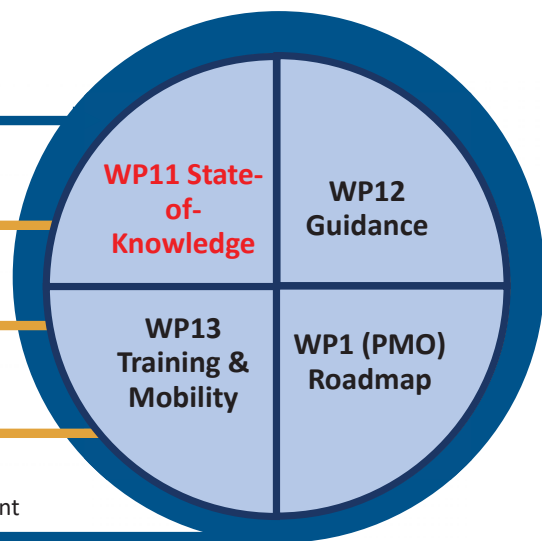 WP11 State-
of-
Knowledge
WP12
Guidance
WP13
Training &
Mobility
WP1 (PMO)
Roadmap
nt